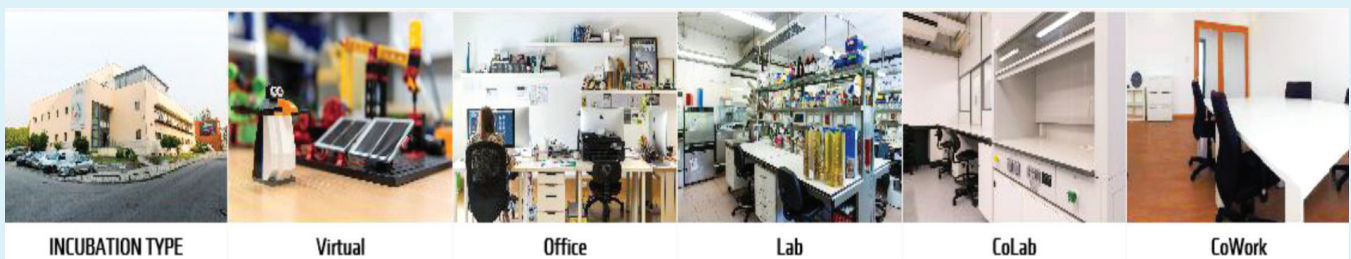 INCUBATION TYPE
Virtual
Office
Lab
CoLab
CoWork